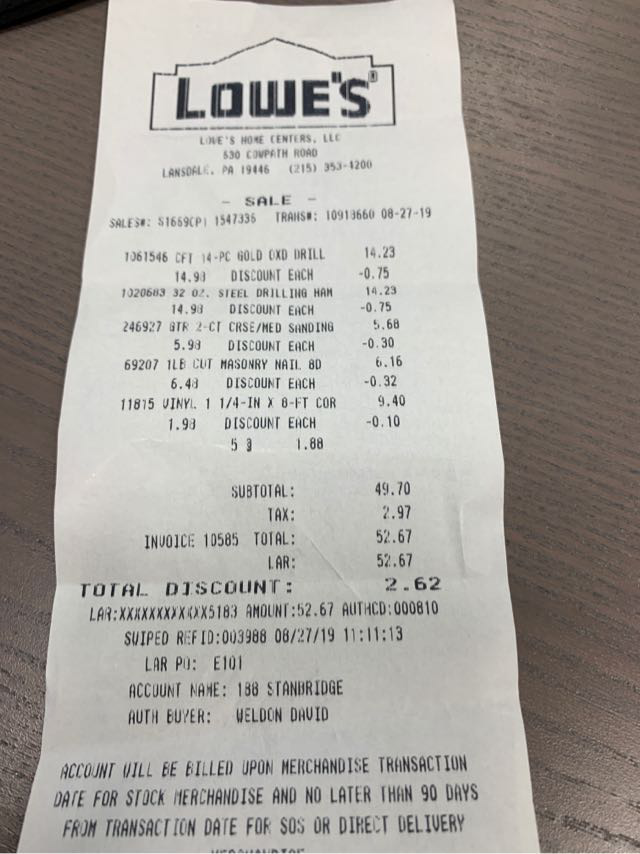 LOWE'S®
LOWE'S HOME CENTERS, LLC
630 COWPATH ROAD
LANSDALE, PA 19446 (215) 353-1200
- SALE -
SALES#: S1669CP1 1547335 TRANS#: 10913660 08-27-19
1061546 CFT 14-PC GOLD OXD DRILL 14.23
14.98 DISCOUNT EACH -0.75
1020683 32 OZ. STEEL DRILLING HAM 14.23
14.98 DISCOUNT EACH -0.75
246927 GTR 2-CT CRSE/MED SANDING 5.68
5.98 DISCOUNT EACH -0.30
69207 1LB CUT MASONRY NAIL 8D 6.16
6.48 DISCOUNT EACH -0.32
11815 VINYL 1 1/4-IN X 8-FT COR 9.40
1.98 DISCOUNT EACH -0.10
5 @ 1.88
SUBTOTAL: 49.70
TAX: 2.97
INVOICE 10585 TOTAL: 52.67
LAR: 52.67
TOTAL DISCOUNT: 2.62
LAR:XXXXXXXXXXXX5183 AMOUNT:52.67 AUTHCD:000810
SWIPED REFID:003988 08/27/19 11:11:13
LAR PO: E101
ACCOUNT NAME: 188 STANBRIDGE
AUTH BUYER: WELDON DAVID
ACCOUNT WILL BE BILLED UPON MERCHANDISE TRANSACTION
DATE FOR STOCK MERCHANDISE AND NO LATER THAN 90 DAYS
FROM TRANSACTION DATE FOR SOS OR DIRECT DELIVERY